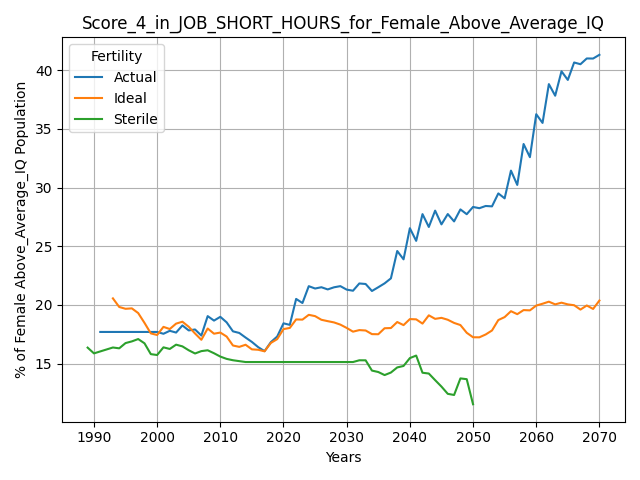 Score_4_in_JOB_SHORT_HOURS_for_Female_Above_Average_IQ
Fertility
Actual
Ideal
Sterile
% of Female Above_Average_IQ Population
40
35
30
25
20
15
1990 2000 2010 2020 2030 2040 2050 2060 2070
Years